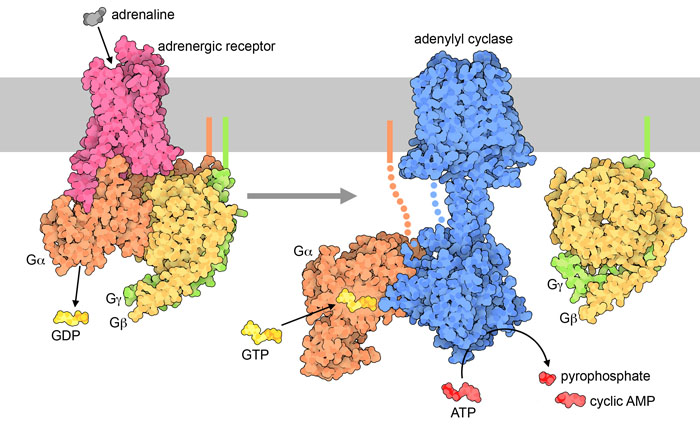 adrenaline
adrenergic receptor
adenylyl cyclase
Gα
Gγ
Gβ
GDP
Gα
GTP
ATP
Gγ
Gβ
pyrophosphate
cyclic AMP